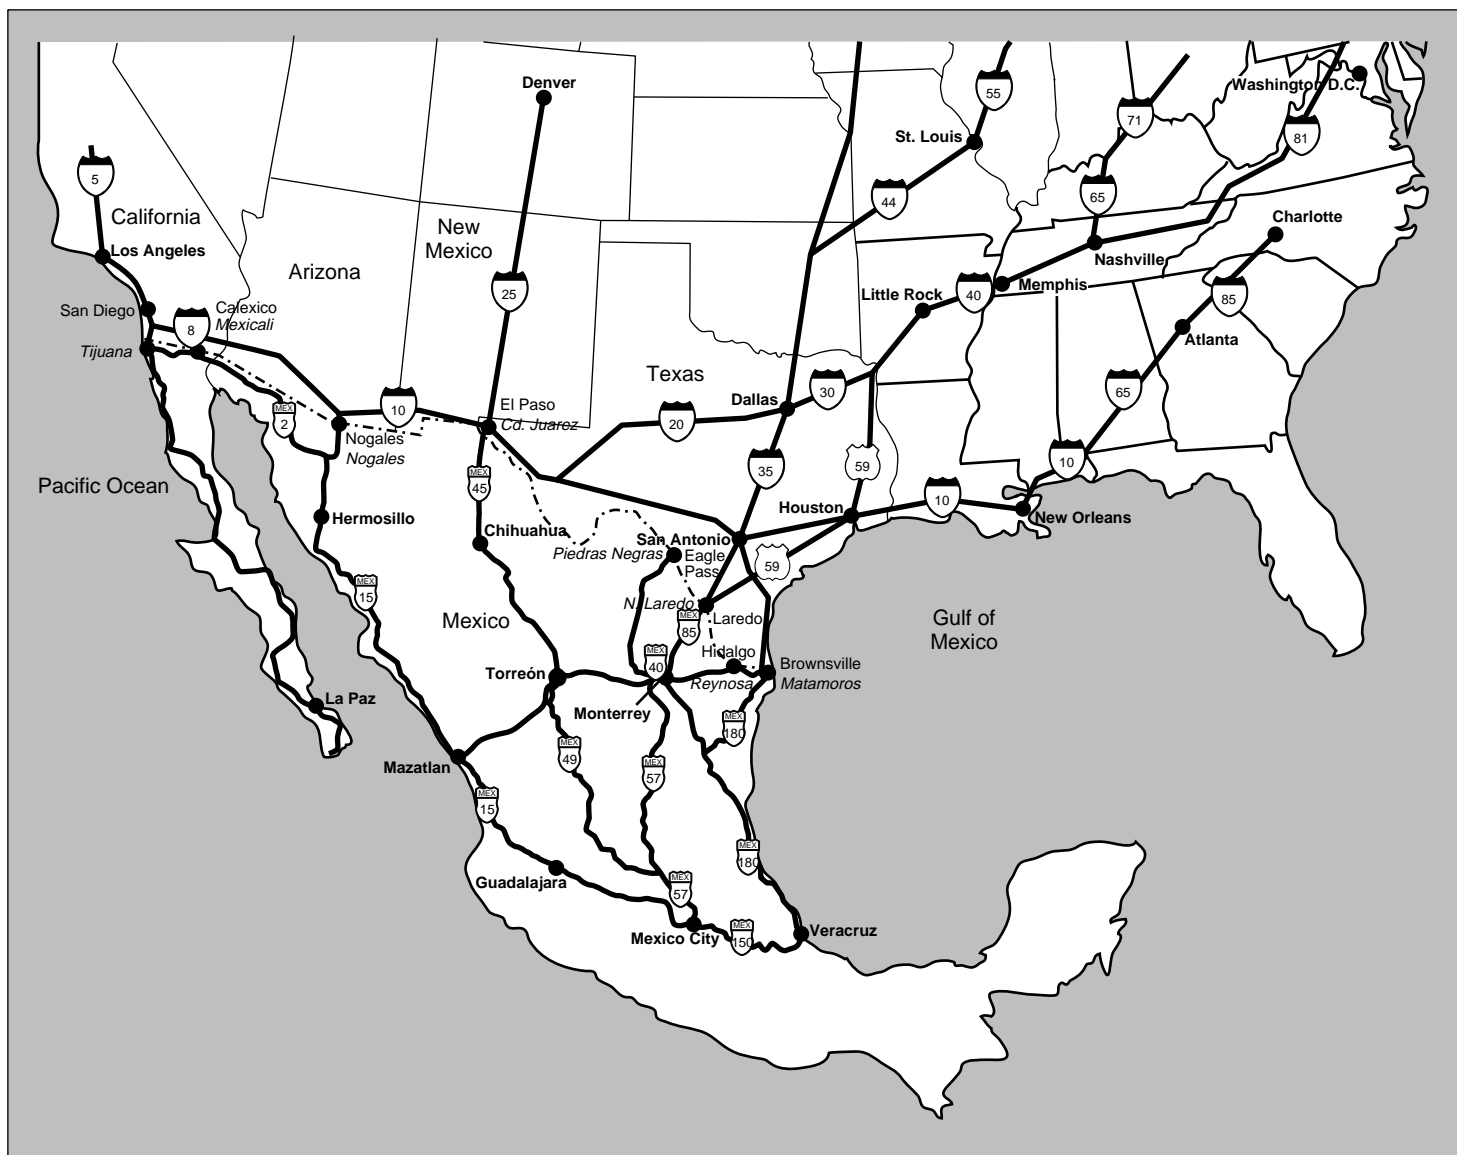 Denver
Washington D.C.
55
71
St. Louis
81
5
44
65
California
New
Mexico
Charlotte
Los Angeles
Arizona
Nashville
25
Little Rock
40
Memphis
85
San Diego
Calexico
Mexicali
8
Atlanta
Tijuana
Texas
Dallas
30
65
10
El Paso
Cd. Juarez
MEX
2
20
Nogales
Nogales
35
59
10
Pacific Ocean
MEX
45
10
Houston
Hermosillo
New Orleans
Chihuahua
San Antonio
Piedras Negras
Eagle
Pass
59
MEX
15
N. Laredo
Laredo
Mexico
MEX
85
Gulf of
Mexico
Hidalgo
MEX
40
Brownsville
Torreón
Reynosa
Matamoros
La Paz
Monterrey
MEX
180
MEX
49
Mazatlan
MEX
57
MEX
15
MEX
180
Guadalajara
MEX
57
Mexico City
MEX
150
Veracruz